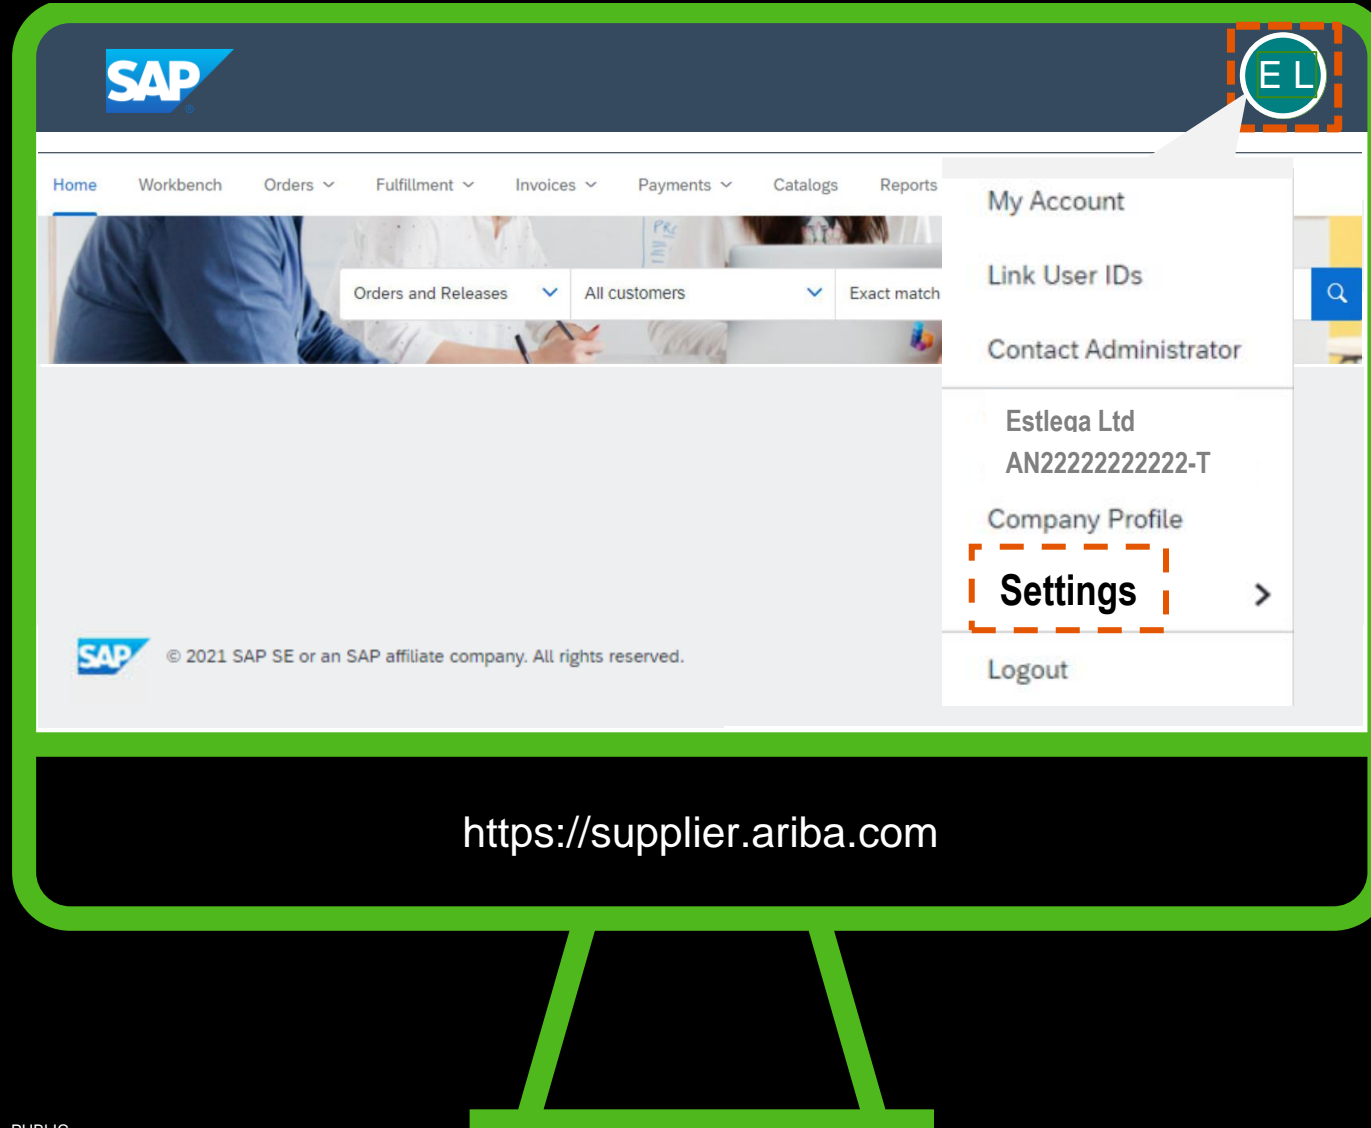 SAP
E L
Home Workbench Orders Fulfillment Invoices Payments Catalogs Reports
Orders and Releases All customers Exact match
My Account
Link User IDs
Contact Administrator
Estlega Ltd
AN22222222222-T
Company Profile
Settings
Logout
SAP © 2021 SAP SE or an SAP affiliate company. All rights reserved.
https://supplier.ariba.com
PUBLIC